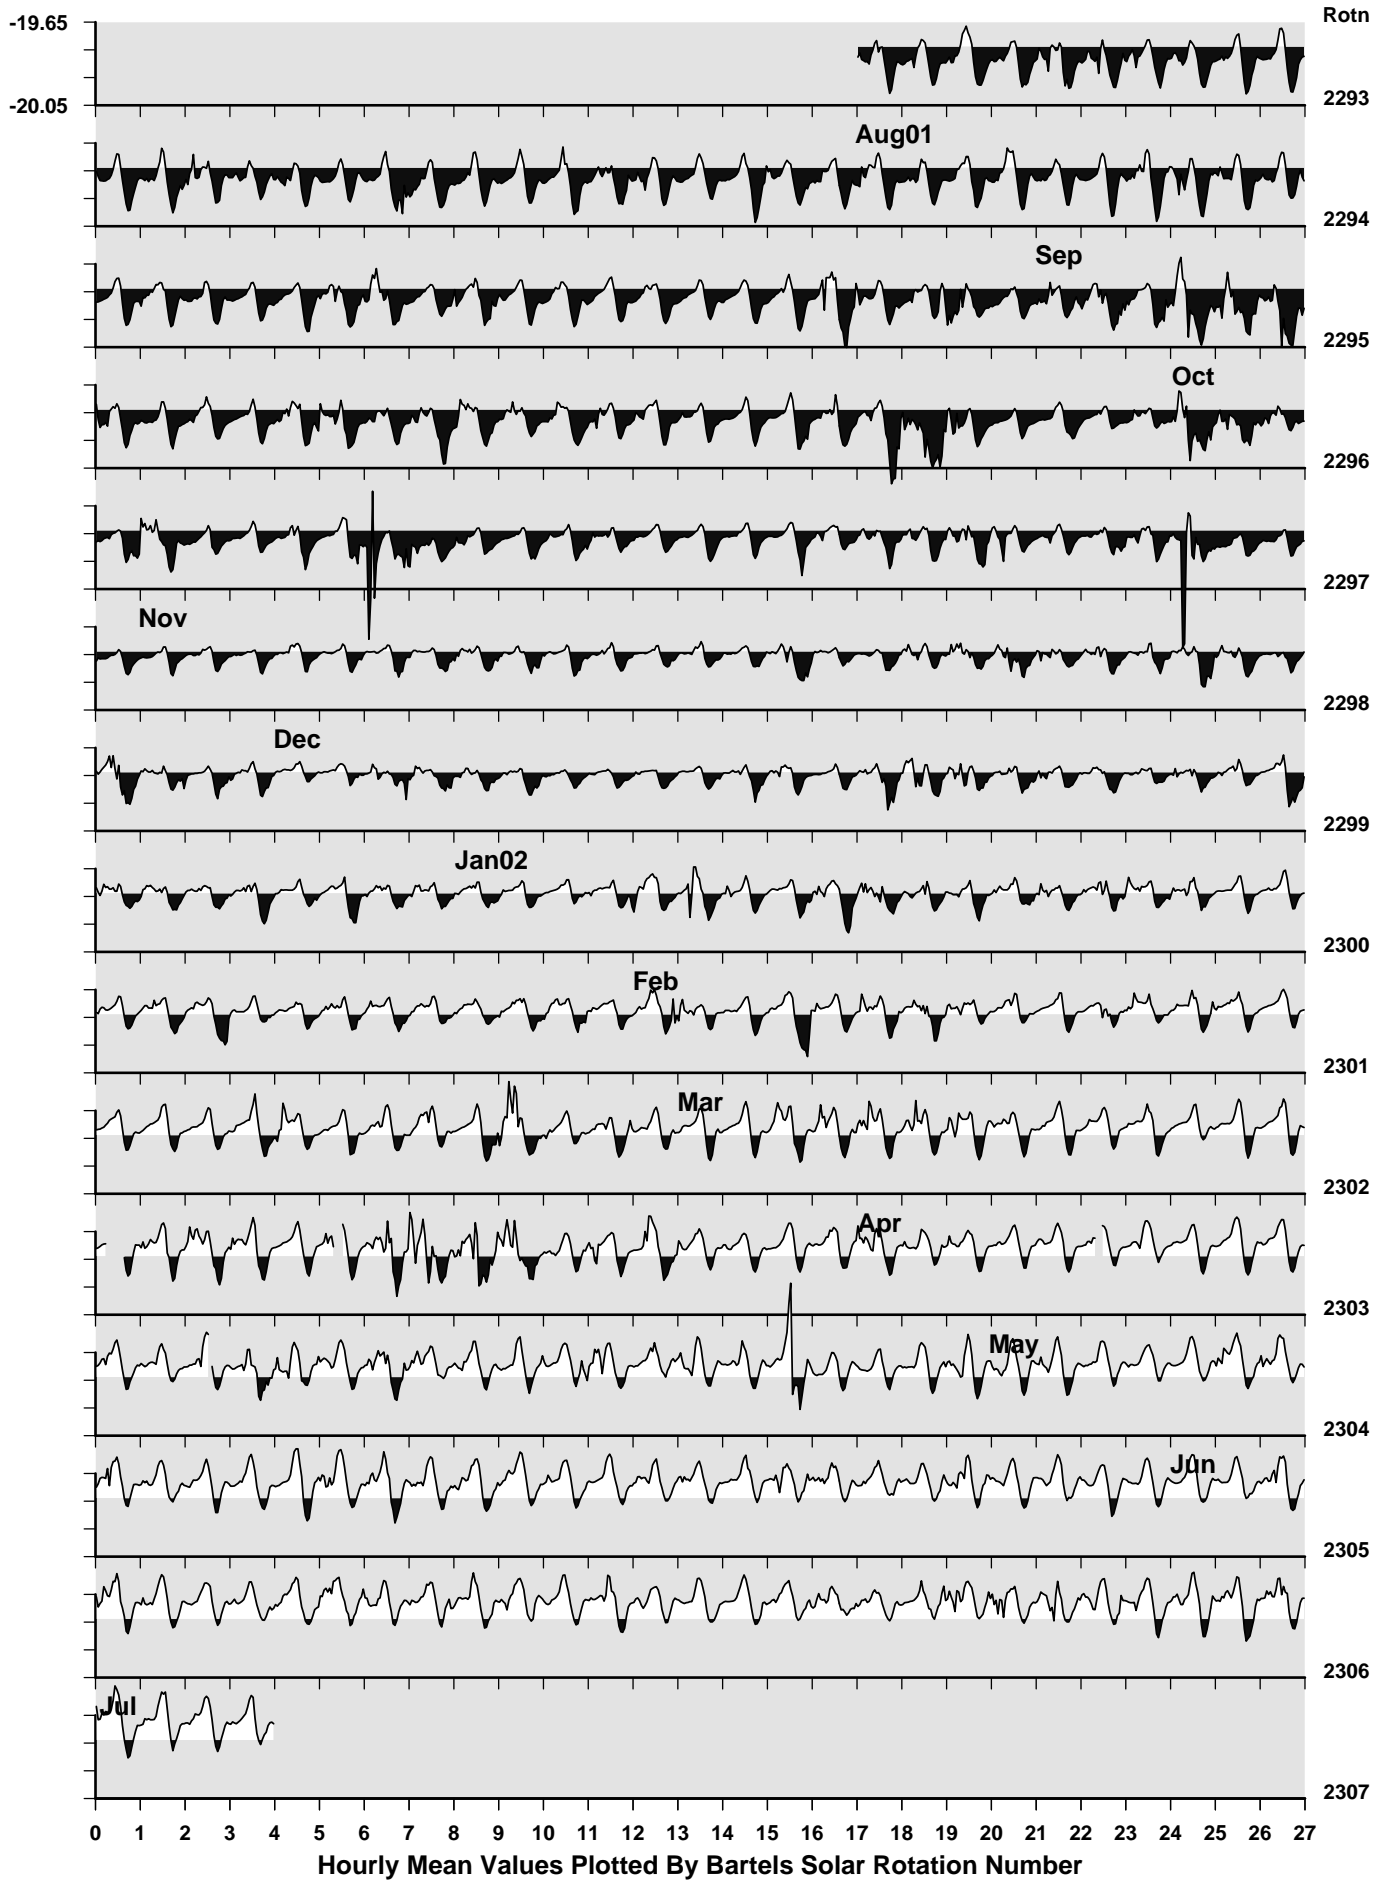 Rotn
-19.65
-20.05
2293
Aug01
2294
Sep
2295
Oct
2296
2297
Nov
2298
Dec
2299
Jan02
2300
Feb
2301
Mar
2302
Apr
2303
May
2304
Jun
2305
2306
Jul
2307
0 1 2 3 4 5 6 7 8 9 10 11 12 13 14 15 16 17 18 19 20 21 22 23 24 25 26 27
Hourly Mean Values Plotted By Bartels Solar Rotation Number